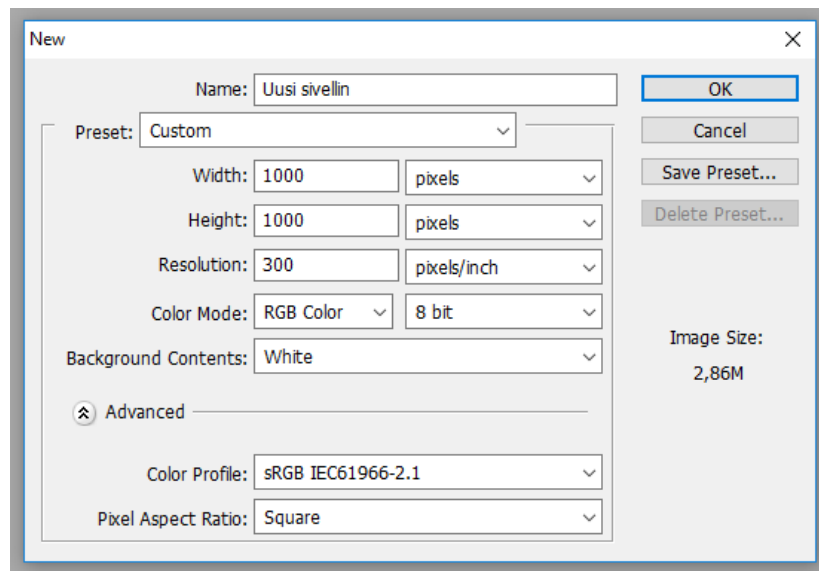 New
Name: Uusi sivellin
OK
Preset: Custom
Cancel
Width: 1000 pixels
Save Preset...
Height: 1000 pixels
Delete Preset...
Resolution: 300 pixels/inch
Color Mode: RGB Color 8 bit
Image Size:
Background Contents: White
2,86M
Advanced
Color Profile: sRGB IEC61966-2.1
Pixel Aspect Ratio: Square